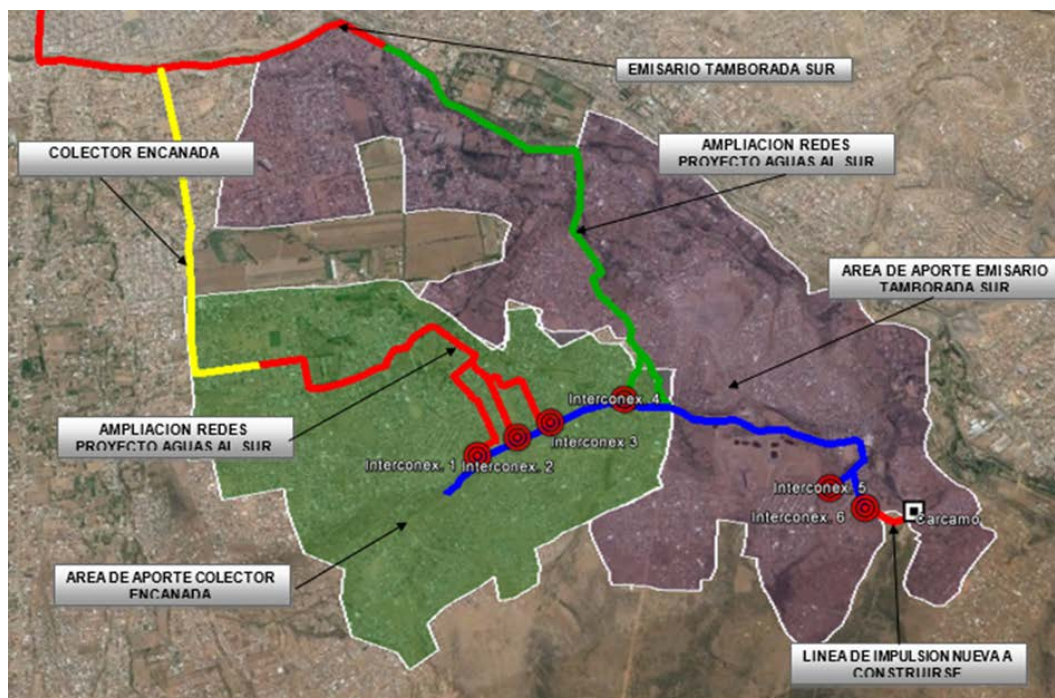 EMISARIO TAMBORADA SUR
COLECTOR ENCANADA
AMPLIACION REDES
PROYECTO AGUAS AL SUR
AREA DE APORTE EMISARIO
TAMBORADA SUR
Interconex. 4
AMPLIACION REDES
PROYECTO AGUAS AL SUR
Interconex 3
Interconex. 1
Interconex. 2
Interconex. 5
Interconex. 6
Carcamo
AREA DE APORTE COLECTOR
ENCANADA
LINEA DE IMPULSION NUEVA A
CONSTRUIRSE